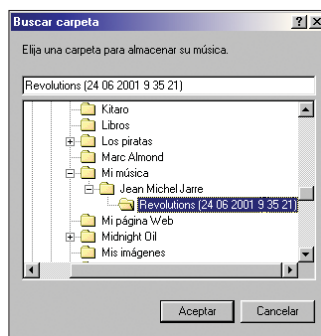 Buscar carpeta
Elija una carpeta para almacenar su música.
Revolutions (24 06 2001 9 35 21)
Kitaro
Libros
Los piratas
Marc Almond
Mi música
Jean Michel Jarre
Revolutions (24 06 2001 9 35 21)
Mi página Web
Midnight Oil
Mis imágenes
Aceptar Cancelar